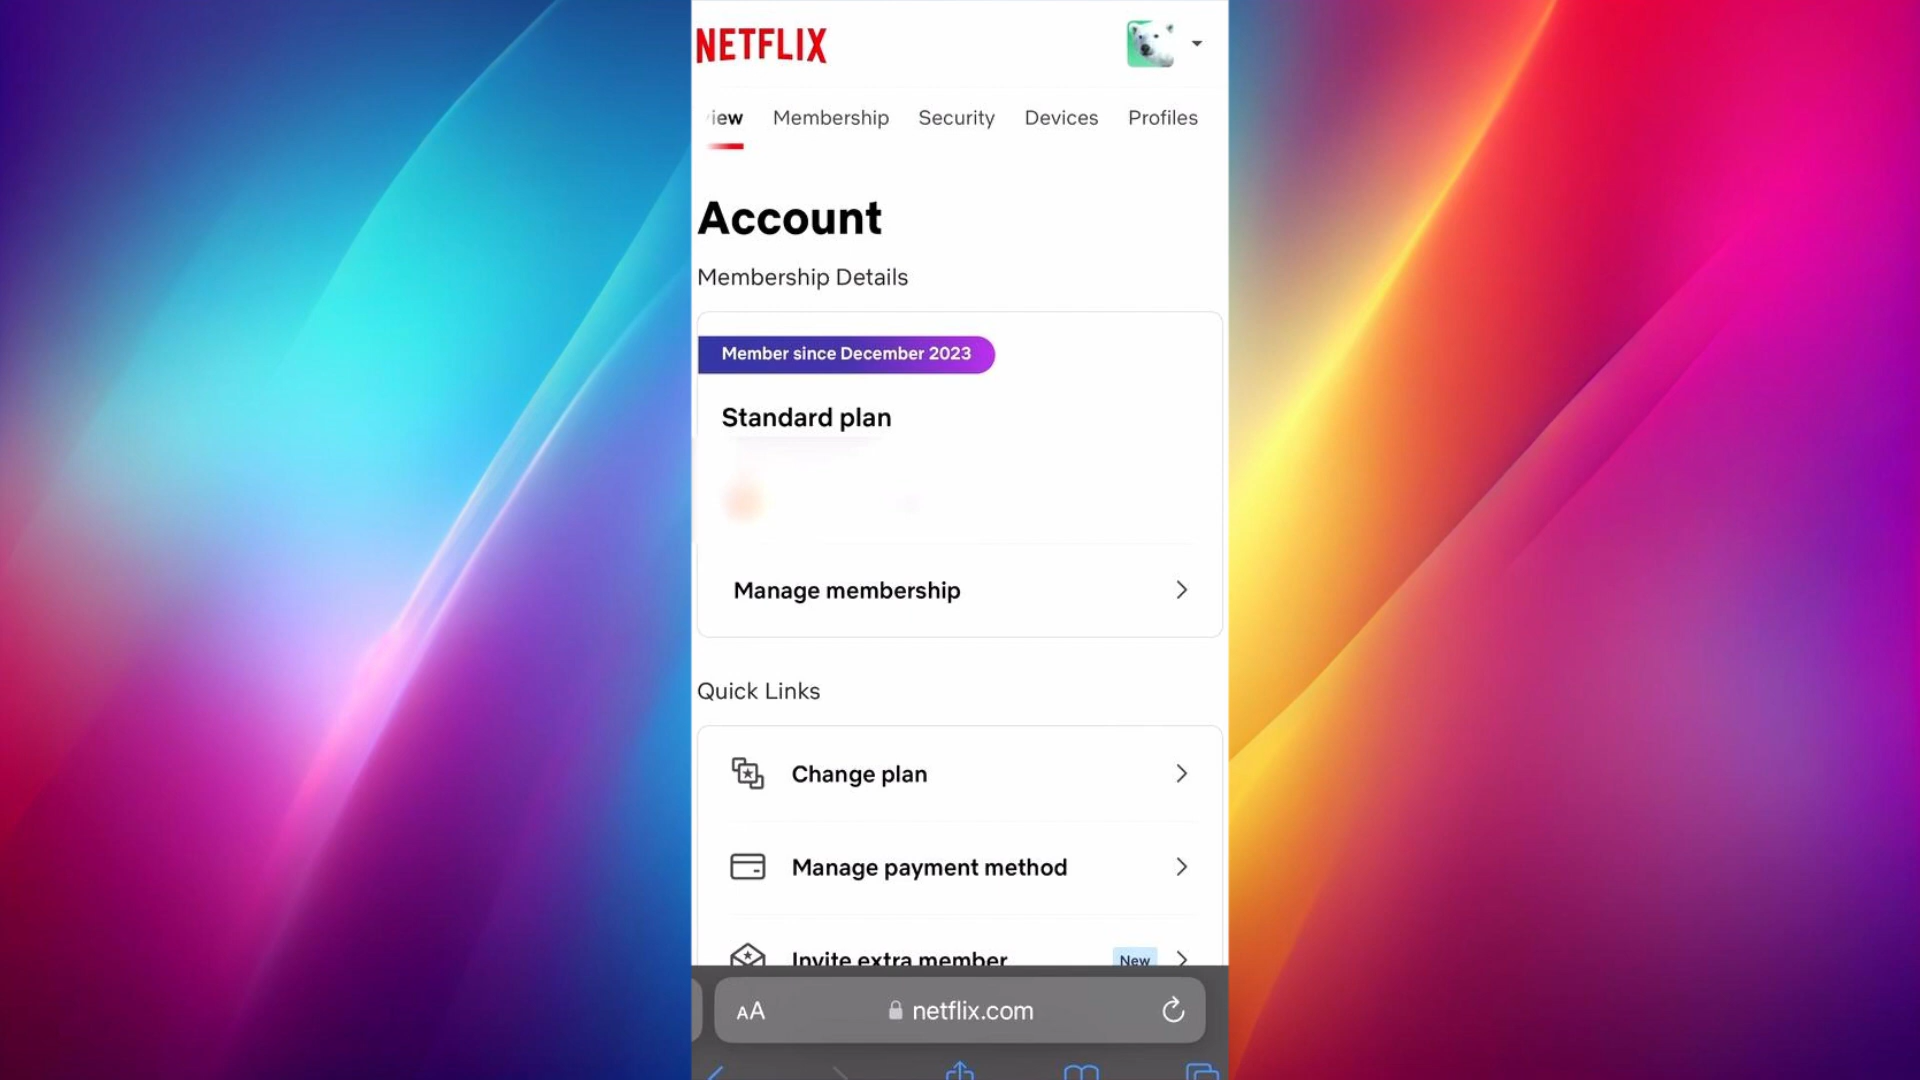 NETFLIX
iew Membership Security Devices Profiles
Account
Membership Details
Member since December 2023
Standard plan
Manage membership
Quick Links
Change plan
Manage payment method
Invite extra member New
AA netflix.com